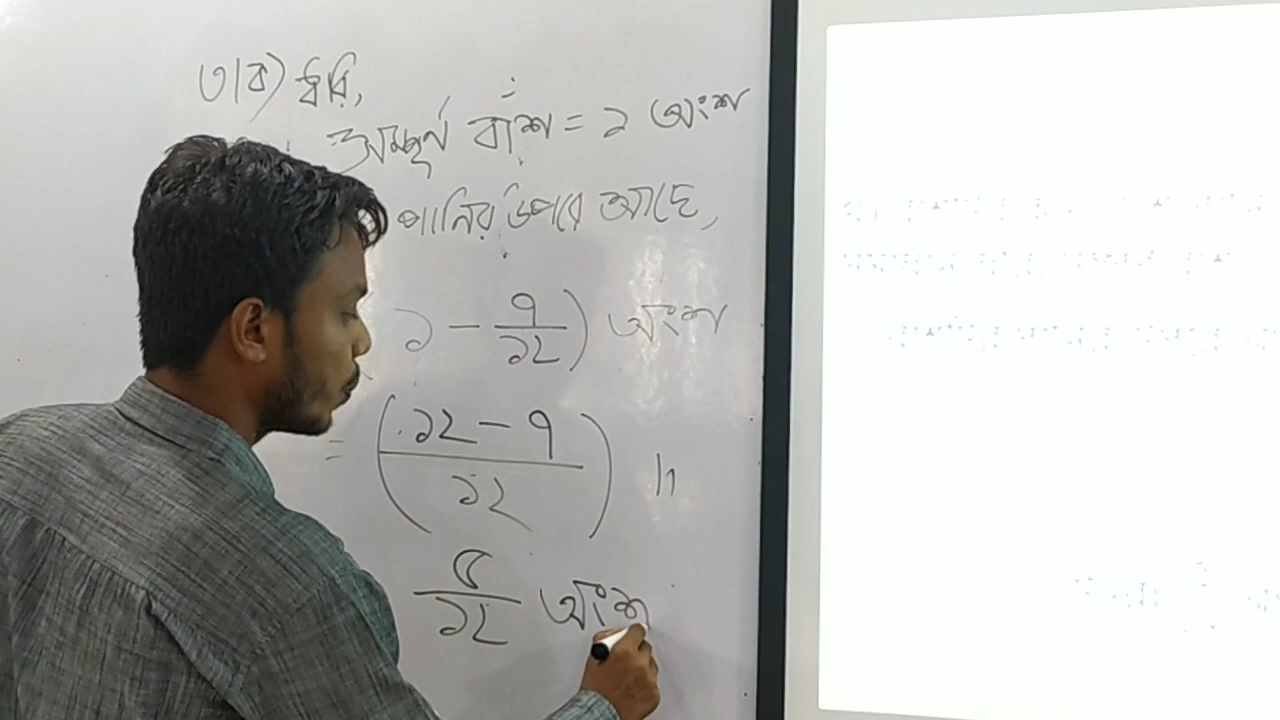 ৩।ক) ধরি,
সম্পূর্ণ বাঁশ = ১ অংশ
পানির উপরে আছে,
১ - ৭/১২) অংশ
= (১২ - ৭/১২) "
৫/১২ অংশ